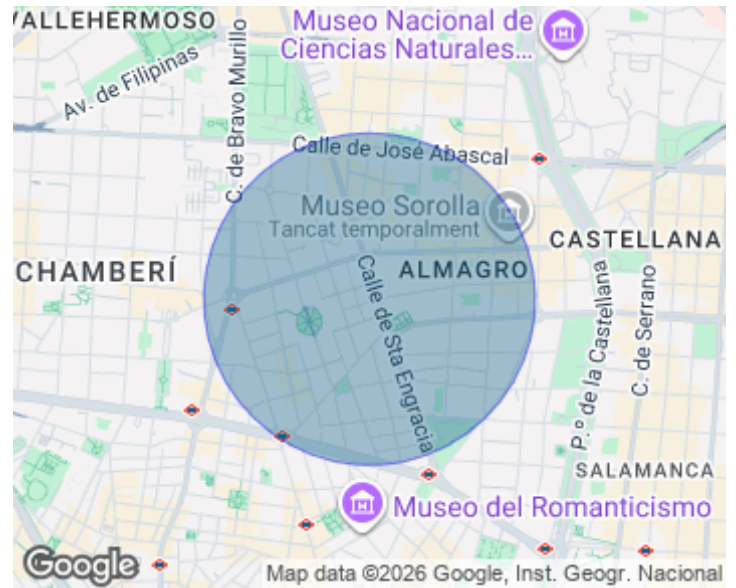 VALLEHERMOSO
Museo Nacional de
Ciencias Naturales...
Av. de Filipinas
C. de Bravo Murillo
Calle de José Abascal
Museo Sorolla
Tancat temporalment
CASTELLANA
CHAMBERÍ
ALMAGRO
Calle de Sta Engracia
P.º de la Castellana
C. de Serrano
SALAMANCA
Museo del Romanticismo
Google
Map data ©2026 Google, Inst. Geogr. Nacional